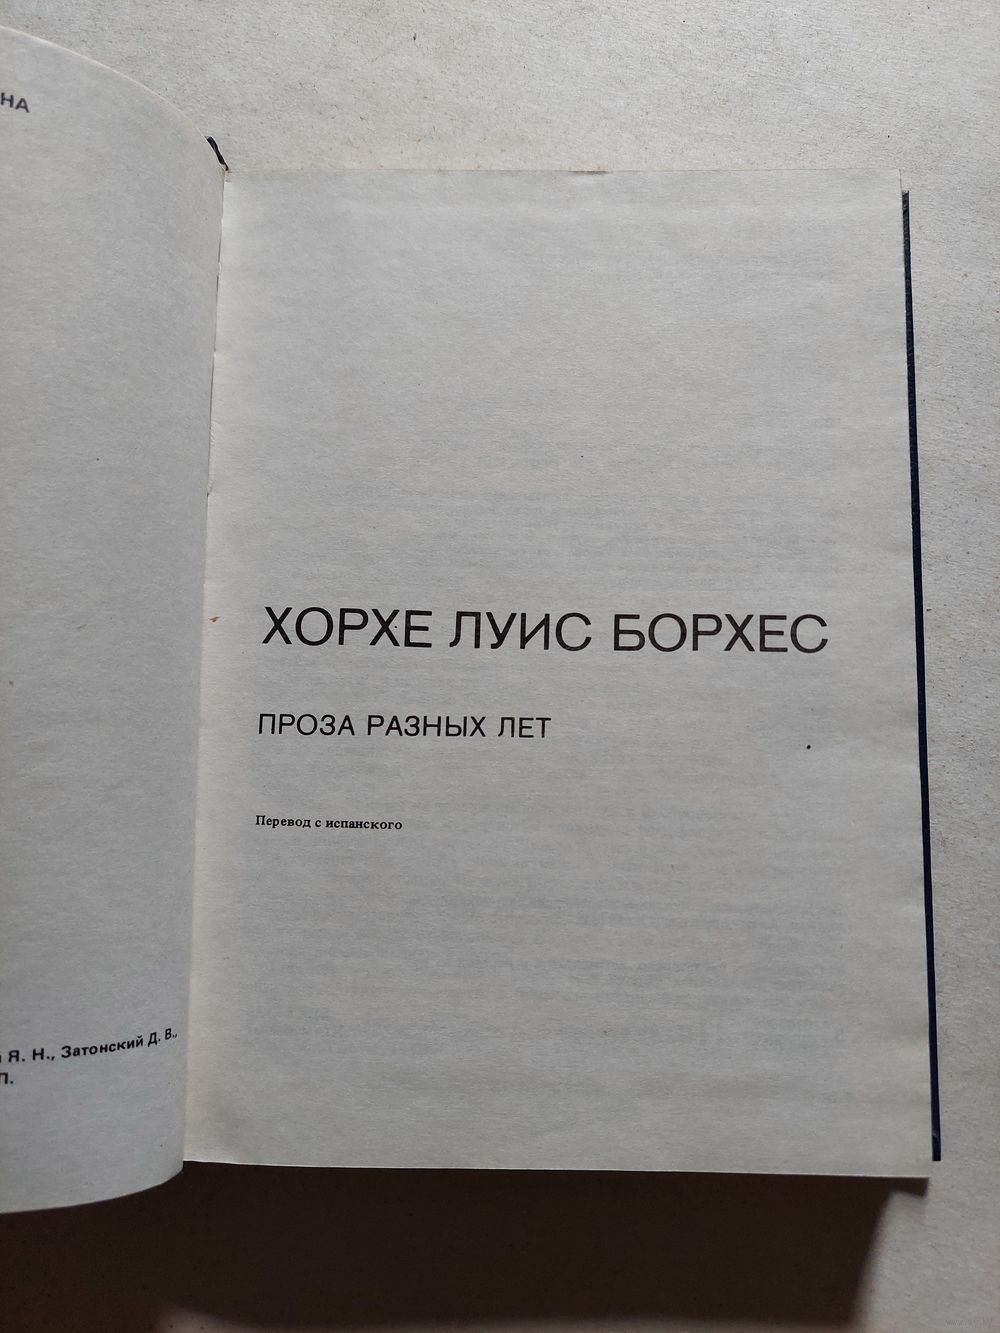 НА
Я. Н., Затонский Д. В.,
П.
ХОРХЕ ЛУИС БОРХЕС
ПРОЗА РАЗНЫХ ЛЕТ
Перевод с испанского